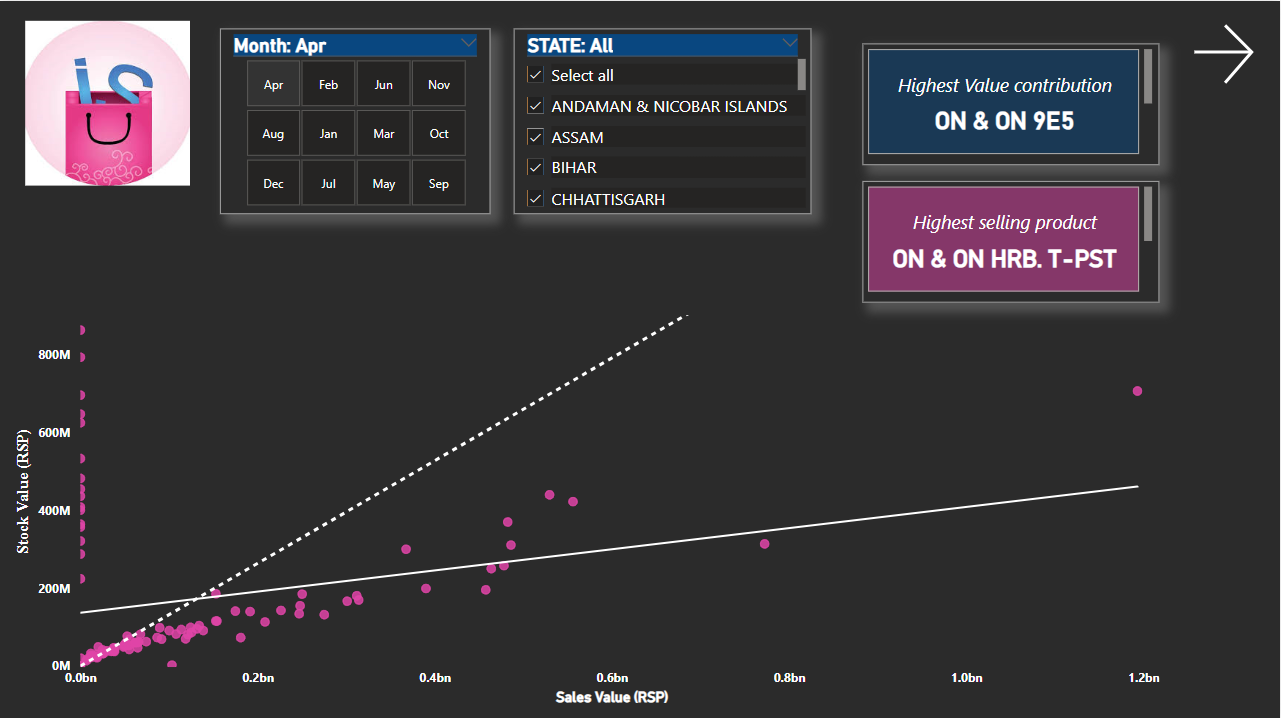 is
Month: Apr
Apr Feb Jun Nov
Aug Jan Mar Oct
Dec Jul May Sep
STATE: All
Select all
ANDAMAN & NICOBAR ISLANDS
ASSAM
BIHAR
CHHATTISGARH
Highest Value contribution
ON & ON 9E5
Highest selling product
ON & ON HRB. T-PST
Stock Value (RSP)
800M
600M
400M
200M
0M
0.0bn 0.2bn 0.4bn 0.6bn 0.8bn 1.0bn 1.2bn
Sales Value (RSP)